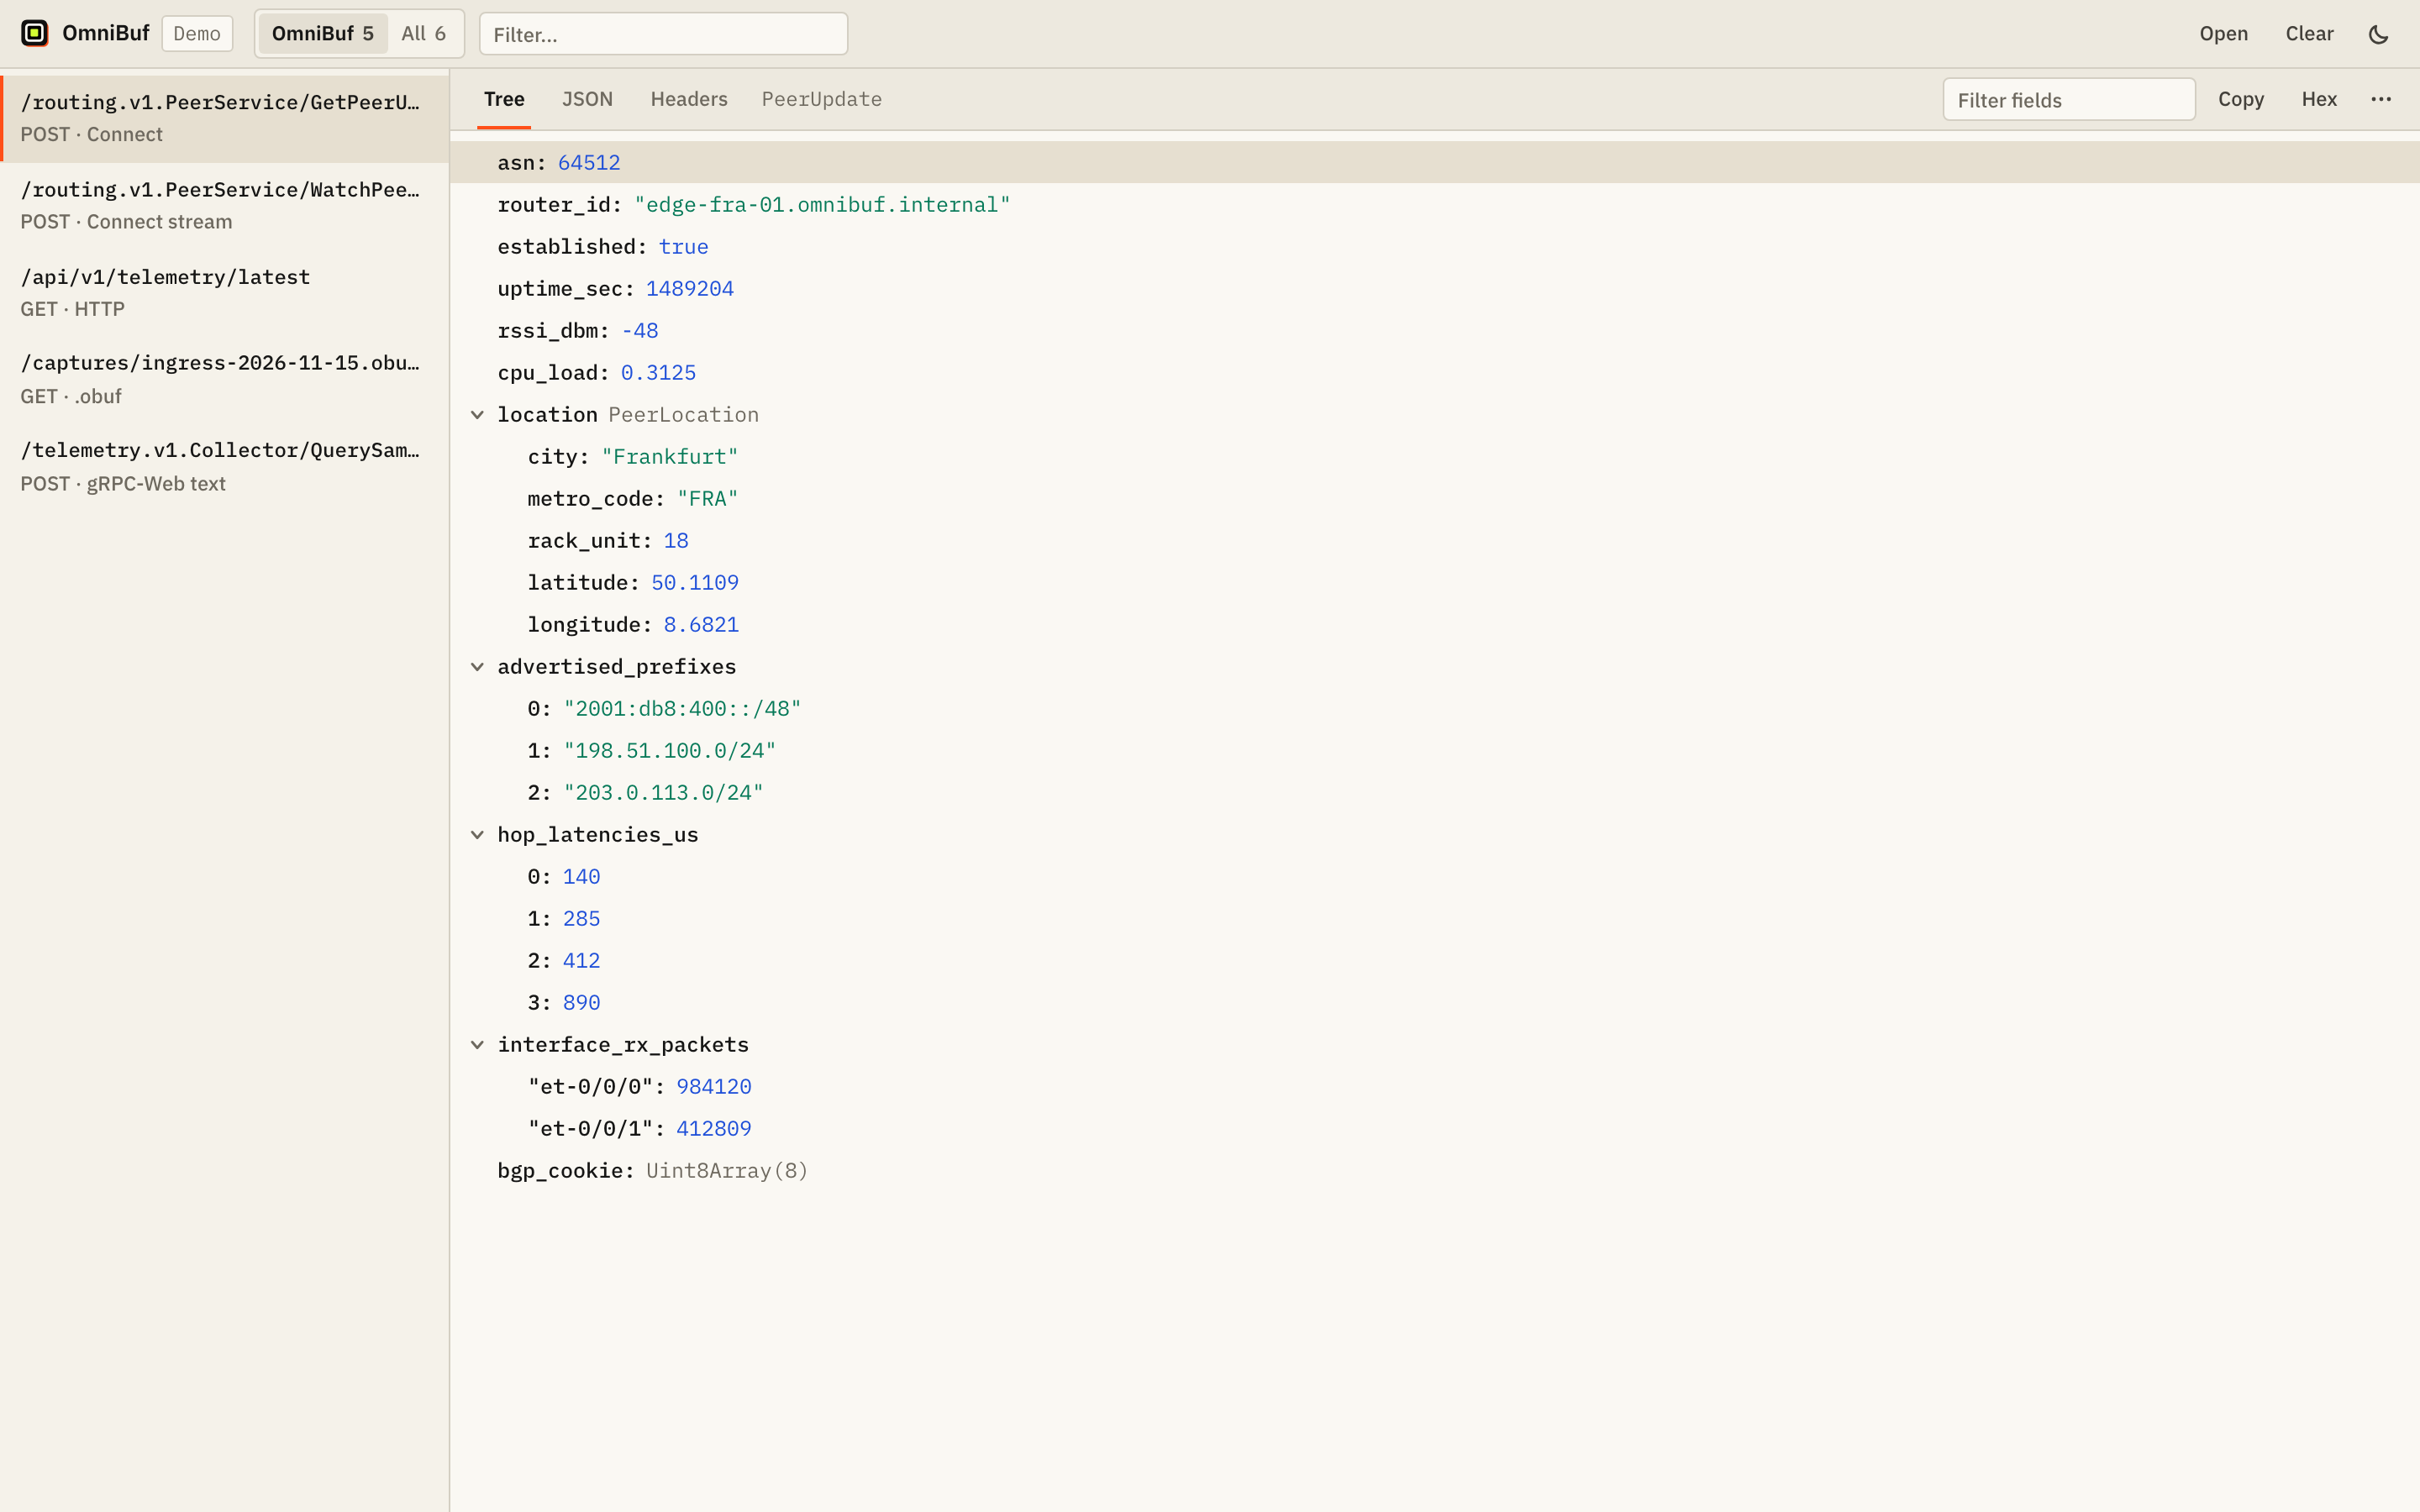 OmniBuf Demo OmniBuf 5 All 6 Filter... Open Clear
/routing.v1.PeerService/GetPeerU…
POST · Connect
/routing.v1.PeerService/WatchPee…
POST · Connect stream
/api/v1/telemetry/latest
GET · HTTP
/captures/ingress-2026-11-15.obu…
GET · .obuf
/telemetry.v1.Collector/QuerySam…
POST · gRPC-Web text
Tree JSON Headers PeerUpdate Filter fields Copy Hex ···
asn: 64512
router_id: "edge-fra-01.omnibuf.internal"
established: true
uptime_sec: 1489204
rssi_dbm: -48
cpu_load: 0.3125
location PeerLocation
city: "Frankfurt"
metro_code: "FRA"
rack_unit: 18
latitude: 50.1109
longitude: 8.6821
advertised_prefixes
0: "2001:db8:400::/48"
1: "198.51.100.0/24"
2: "203.0.113.0/24"
hop_latencies_us
0: 140
1: 285
2: 412
3: 890
interface_rx_packets
"et-0/0/0": 984120
"et-0/0/1": 412809
bgp_cookie: Uint8Array(8)